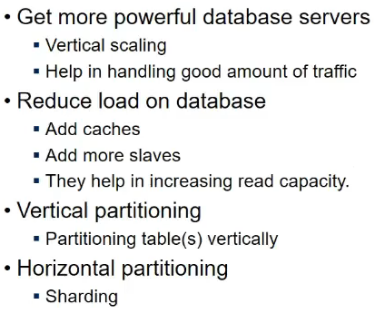 • Get more powerful database servers
▪ Vertical scaling
▪ Help in handling good amount of traffic
• Reduce load on database
▪ Add caches
▪ Add more slaves
▪ They help in increasing read capacity.
• Vertical partitioning
▪ Partitioning table(s) vertically
• Horizontal partitioning
▪ Sharding